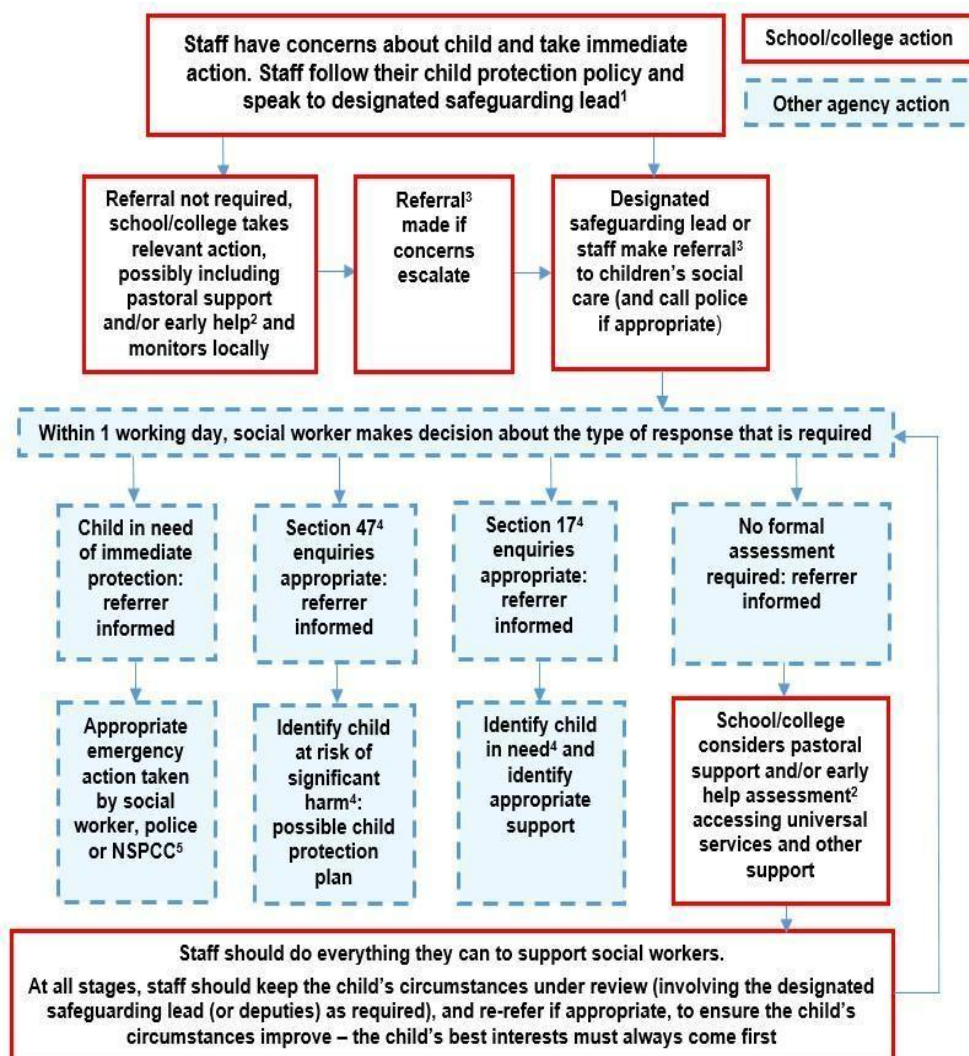 Staff have concerns about child and take immediate
action. Staff follow their child protection policy and
speak to designated safeguarding lead¹
School/college action
Other agency action
Referral not required,
school/college takes
relevant action,
possibly including
pastoral support
and/or early help² and
monitors locally
Referral³
made if
concerns
escalate
Designated
safeguarding lead or
staff make referral³
to children’s social
care (and call police
if appropriate)
Within 1 working day, social worker makes decision about the type of response that is required
Child in need
of immediate
protection:
referrer
informed
Section 47⁴
enquiries
appropriate:
referrer
informed
Section 17⁴
enquiries
appropriate:
referrer
informed
No formal
assessment
required: referrer
informed
Appropriate
emergency
action taken
by social
worker, police
or NSPCC⁵
Identify child
at risk of
significant
harm⁴:
possible child
protection
plan
Identify child
in need⁴ and
identify
appropriate
support
School/college
considers pastoral
support and/or early
help assessment²
accessing universal
services and other
support
Staff should do everything they can to support social workers.
At all stages, staff should keep the child’s circumstances under review (involving the designated
safeguarding lead (or deputies) as required), and re-refer if appropriate, to ensure the child’s
circumstances improve – the child’s best interests must always come first